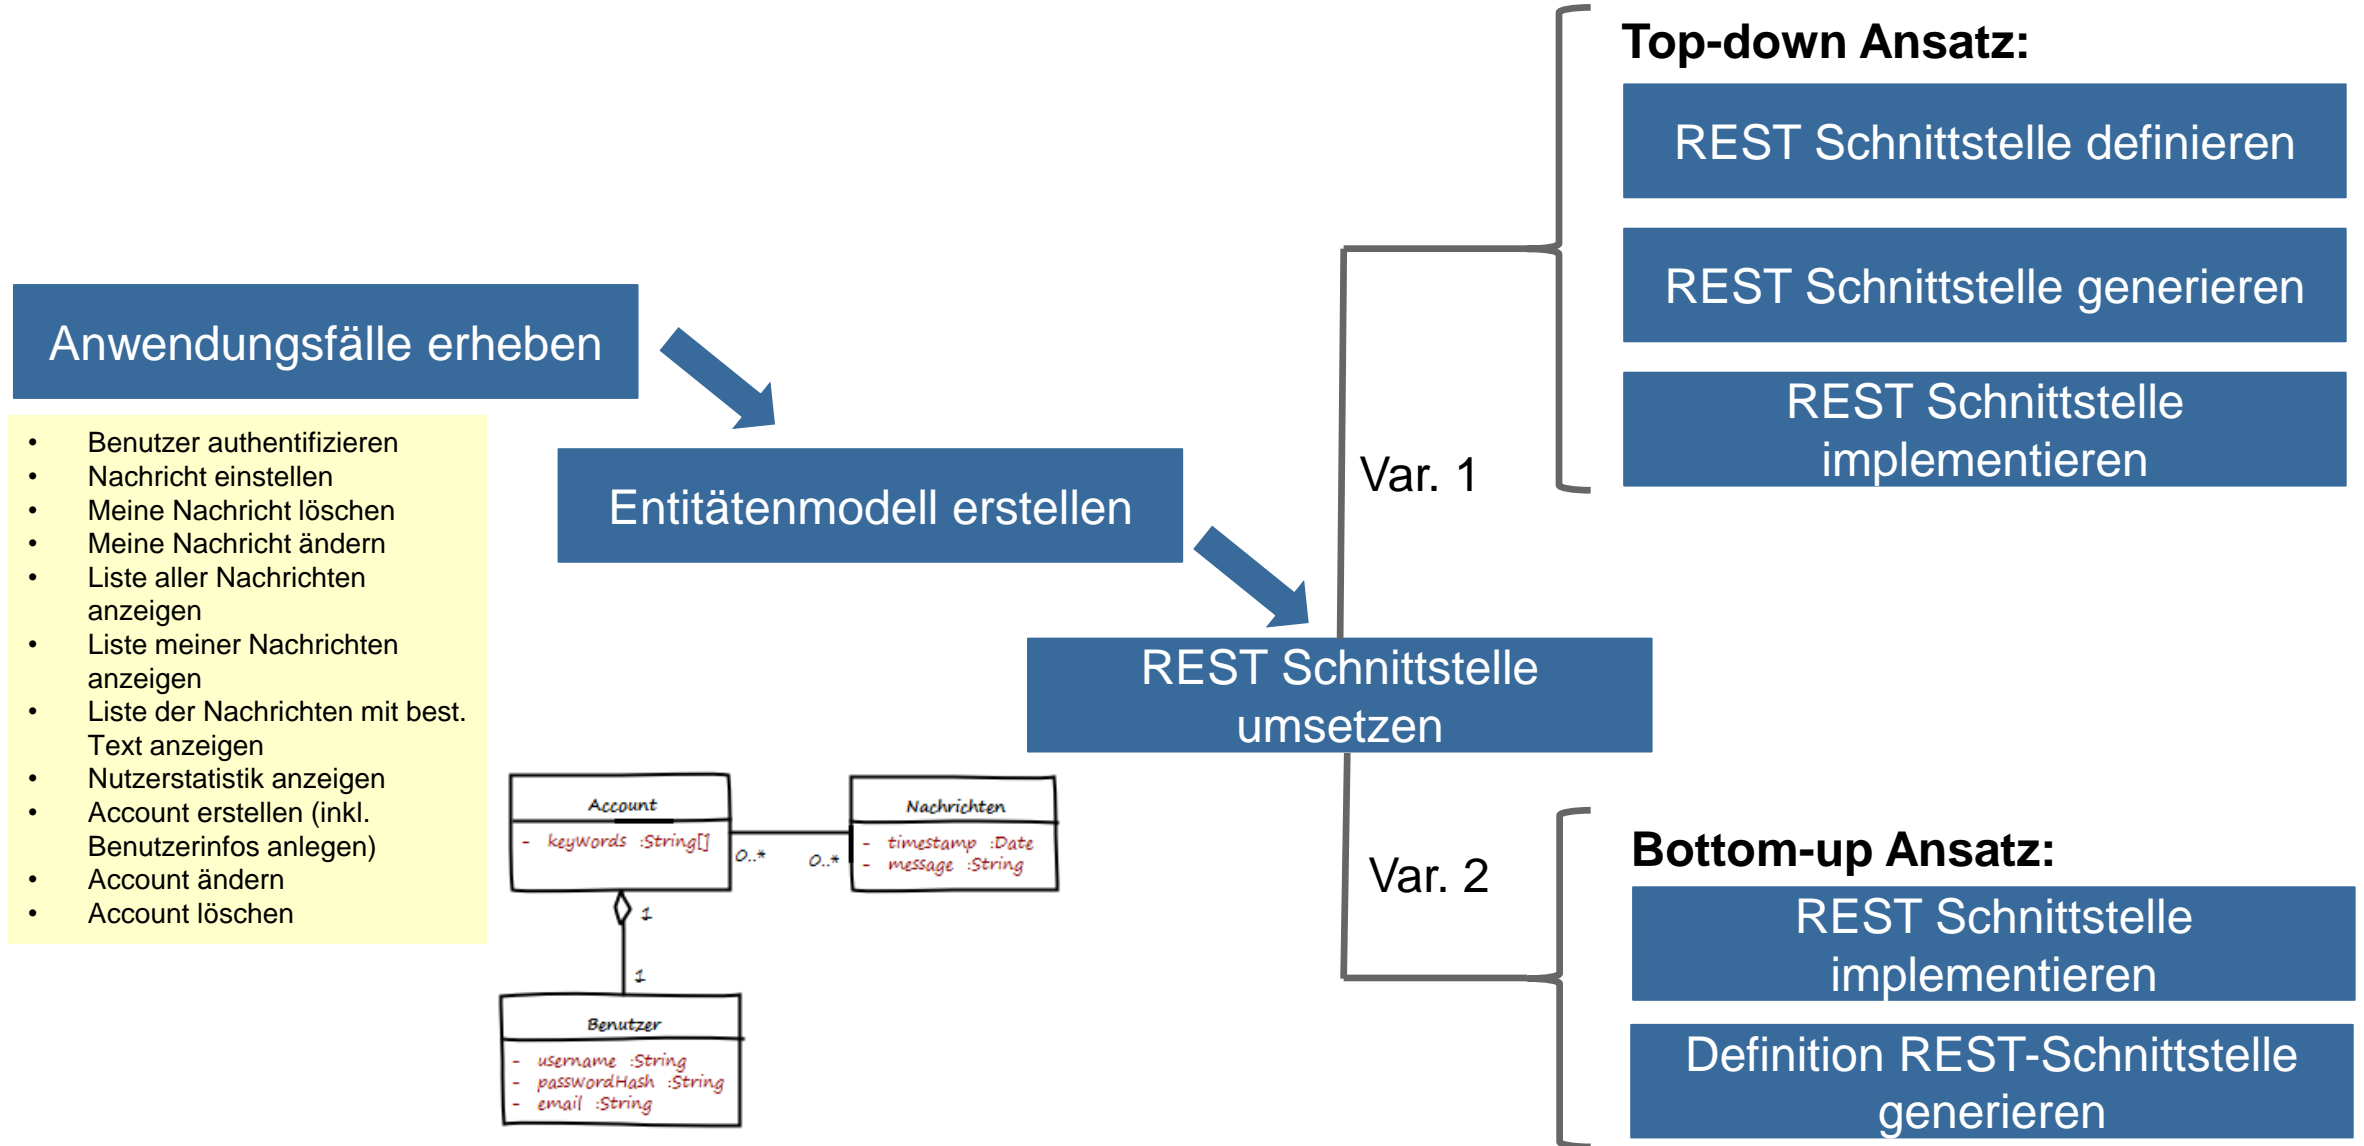 Anwendungsfälle erheben
• Benutzer authentifizieren
• Nachricht einstellen
• Meine Nachricht löschen
• Meine Nachricht ändern
• Liste aller Nachrichten
anzeigen
• Liste meiner Nachrichten
anzeigen
• Liste der Nachrichten mit best.
Text anzeigen
• Nutzerstatistik anzeigen
• Account erstellen (inkl.
Benutzerinfos anlegen)
• Account ändern
• Account löschen
Entitätenmodell erstellen
Account
- keyWords :String[]
0..*
0..*
Nachrichten
- timestamp :Date
- message :String
1
1
Benutzer
- username :String
- passwordHash :String
- email :String
REST Schnittstelle
umsetzen
Var. 1
Top-down Ansatz:
REST Schnittstelle definieren
REST Schnittstelle generieren
REST Schnittstelle
implementieren
Var. 2
Bottom-up Ansatz:
REST Schnittstelle
implementieren
Definition REST-Schnittstelle
generieren